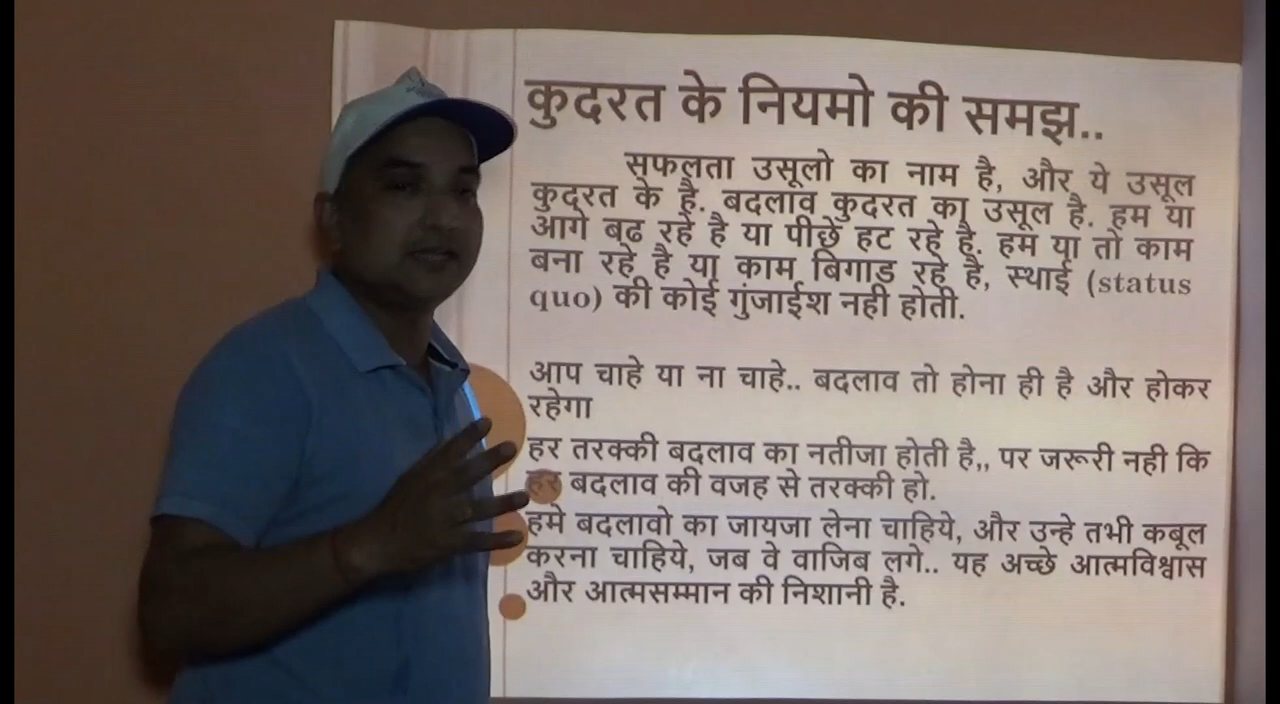 कुदरत के नियमो की समझ..
सफलता उसूलो का नाम है, और ये उसूल
कुदरत के है. बदलाव कुदरत का उसूल है. हम या
आगे बढ रहे है या पीछे हट रहे है. हम या तो काम
बना रहे है या काम बिगाड रहे है, स्थाई (status
quo) की कोई गुंजाईश नही होती.
आप चाहे या ना चाहे.. बदलाव तो होना ही है और होकर
रहेगा
हर तरक्की बदलाव का नतीजा होती है,, पर जरूरी नही कि
हर बदलाव की वजह से तरक्की हो.
हमे बदलावो का जायजा लेना चाहिये, और उन्हे तभी कबूल
करना चाहिये, जब वे वाजिब लगे.. यह अच्छे आत्मविश्वास
और आत्मसम्मान की निशानी है.